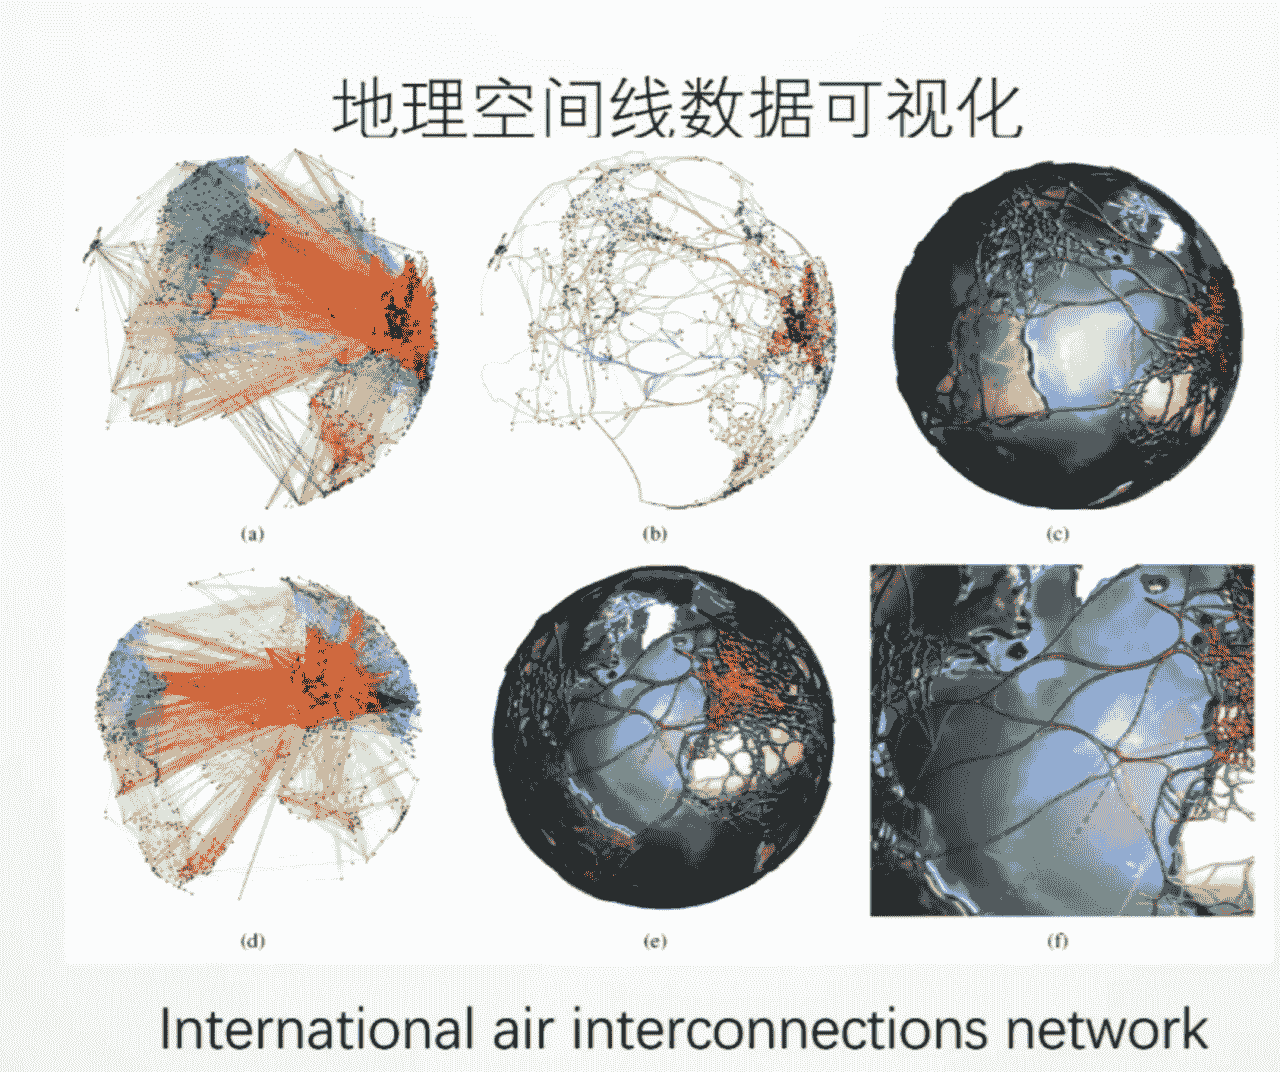 地理空间线数据可视化
(a)
(b)
(c)
(d)
(e)
(f)
International air interconnections network